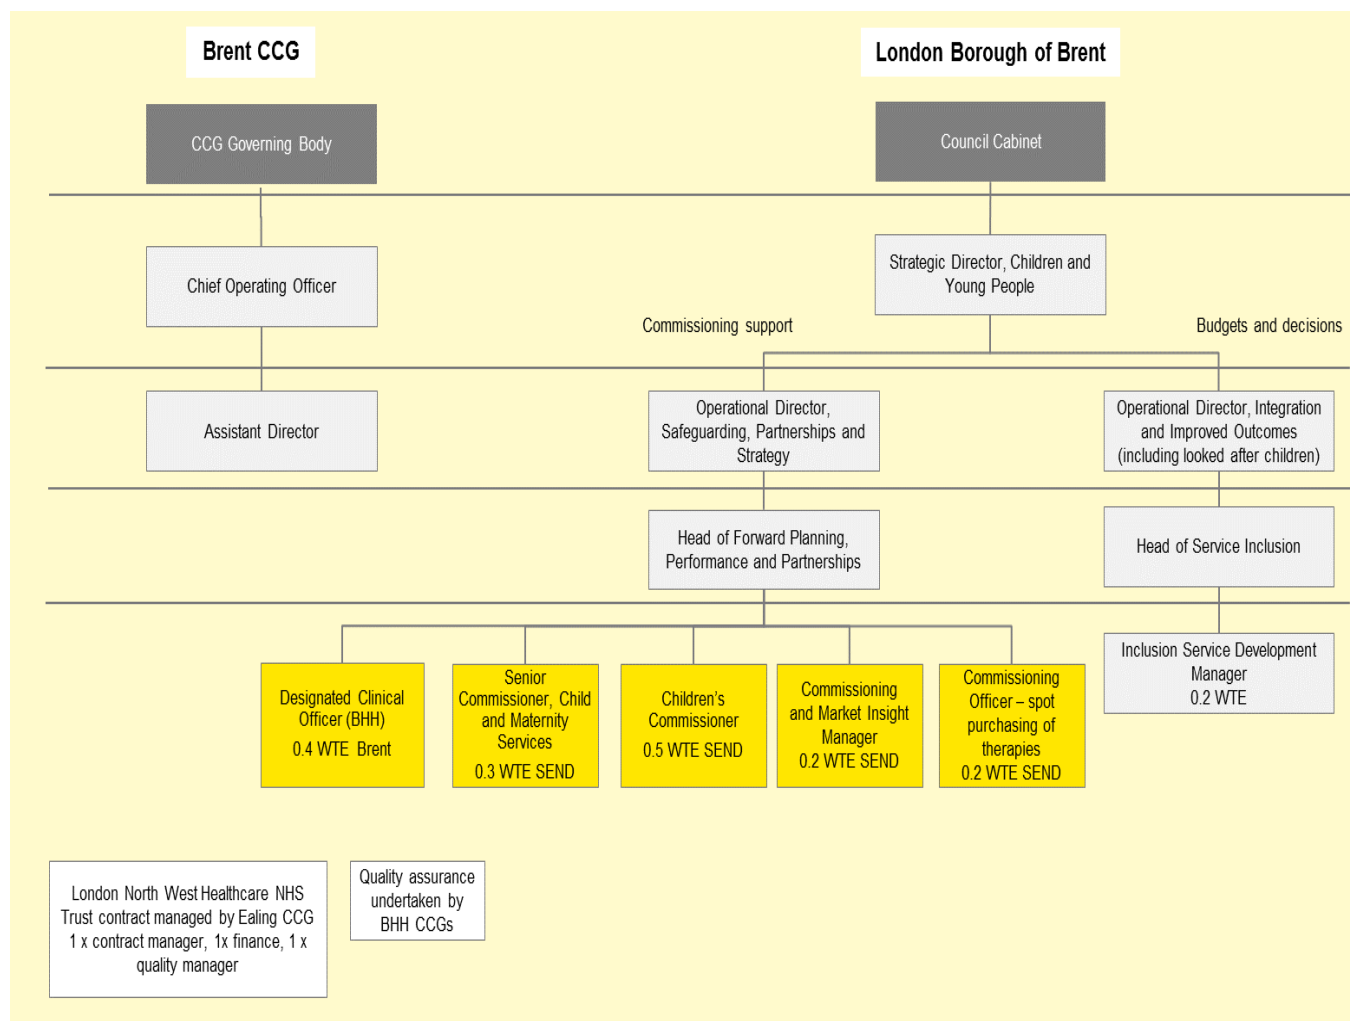 Brent CCG
London Borough of Brent
CCG Governing Body
Council Cabinet
Chief Operating Officer
Strategic Director, Children and
Young People
Commissioning support
Budgets and decisions
Assistant Director
Operational Director,
Safeguarding, Partnerships and
Strategy
Operational Director, Integration
and Improved Outcomes
(including looked after children)
Head of Forward Planning,
Performance and Partnerships
Head of Service Inclusion
Designated Clinical
Officer (BHH)
0.4 WTE Brent
Senior
Commissioner, Child
and Maternity
Services
0.3 WTE SEND
Children's
Commissioner
0.5 WTE SEND
Commissioning
and Market Insight
Manager
0.2 WTE SEND
Commissioning
Officer – spot
purchasing of
therapies
0.2 WTE SEND
Inclusion Service Development
Manager
0.2 WTE
London North West Healthcare NHS
Trust contract managed by Ealing CCG
1 x contract manager, 1x finance, 1 x
quality manager
Quality assurance
undertaken by
BHH CCGs